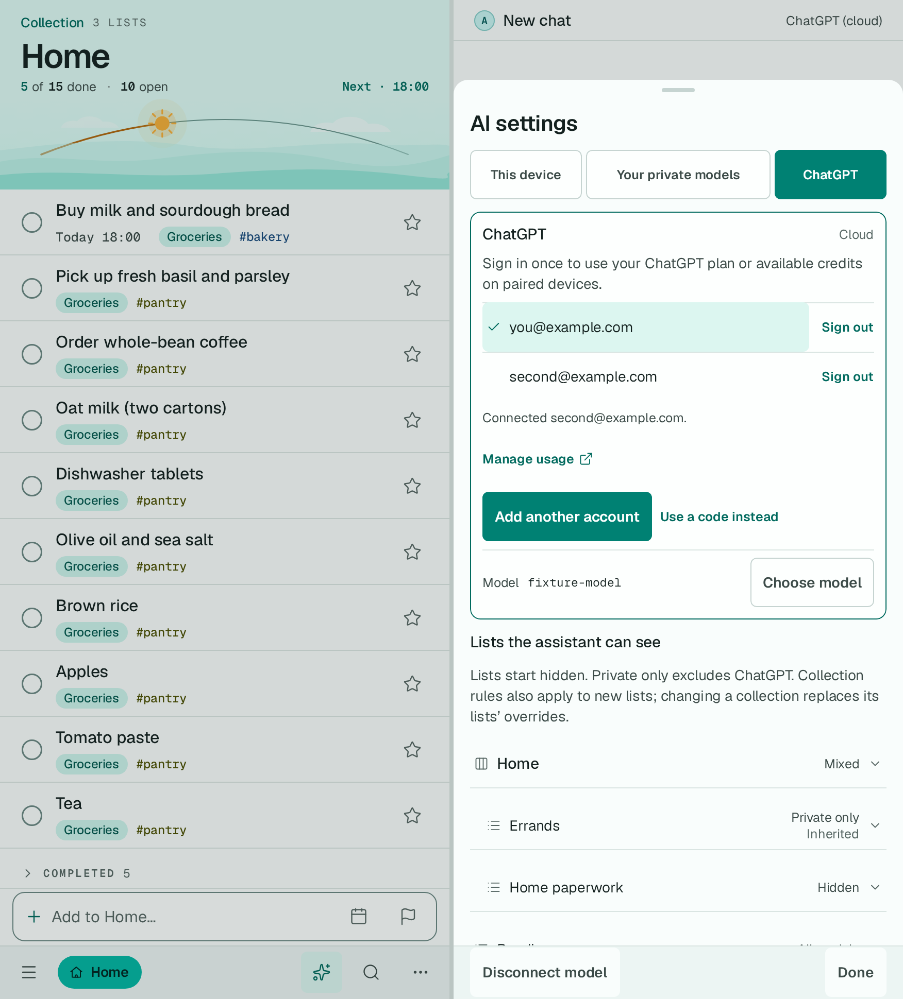 Collection 3 LISTS
Home
5 of 15 done · 10 open
Next · 18:00
Buy milk and sourdough bread
Today 18:00 Groceries #bakery
Pick up fresh basil and parsley
Groceries #pantry
Order whole-bean coffee
Groceries #pantry
Oat milk (two cartons)
Groceries #pantry
Dishwasher tablets
Groceries #pantry
Olive oil and sea salt
Groceries #pantry
Brown rice
Groceries #pantry
Apples
Groceries #pantry
Tomato paste
Groceries #pantry
Tea
Groceries #pantry
COMPLETED 5
Add to Home...
Home
A New chat
ChatGPT (cloud)
AI settings
This device
Your private models
ChatGPT
ChatGPT
Cloud
Sign in once to use your ChatGPT plan or available credits
on paired devices.
you@example.com
Sign out
second@example.com
Sign out
Connected second@example.com.
Manage usage
Add another account
Use a code instead
Model fixture-model
Choose model
Lists the assistant can see
Lists start hidden. Private only excludes ChatGPT. Collection
rules also apply to new lists; changing a collection replaces its
lists’ overrides.
Home
Mixed
Errands
Private only
Inherited
Home paperwork
Hidden
Disconnect model
Done